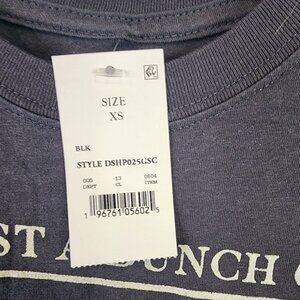 SIZE
XS
BLK
STYLE DSHP025GSC
005 13 0604
DEPT CL ITEM
1 96761 05602 5
ST A BUNCH